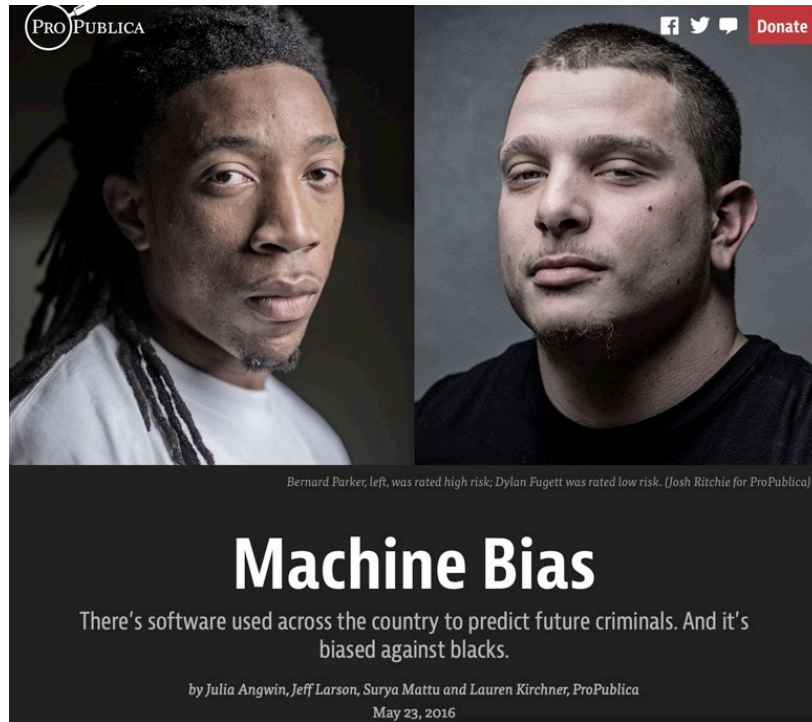 PROPUBLICA
Donate
Bernard Parker, left, was rated high risk; Dylan Fugett was rated low risk. (Josh Ritchie for ProPublica)
Machine Bias
There’s software used across the country to predict future criminals. And it’s
biased against blacks.
by Julia Angwin, Jeff Larson, Surya Mattu and Lauren Kirchner, ProPublica
May 23, 2016